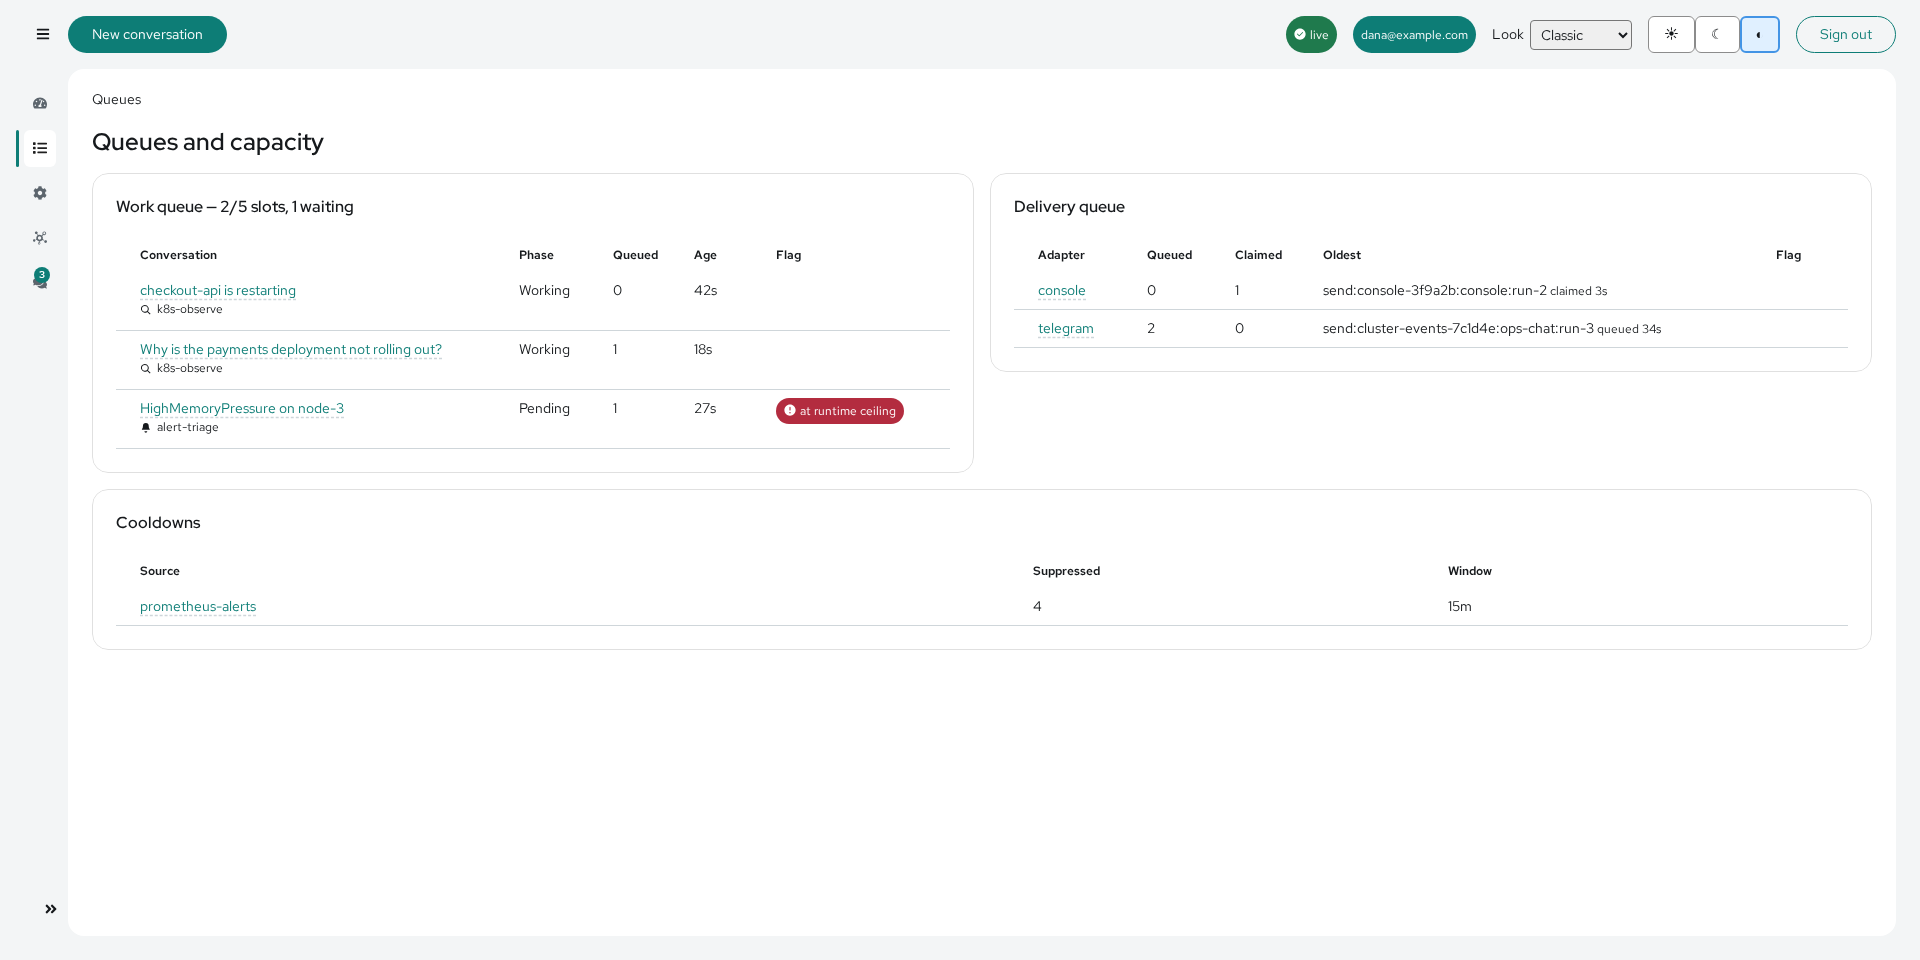 New conversation
live
dana@example.com
Look
Classic
Sign out
3
Queues
Queues and capacity
Work queue — 2/5 slots, 1 waiting
Conversation Phase Queued Age Flag
checkout-api is restarting Working 0 42s
k8s-observe
Why is the payments deployment not rolling out? Working 1 18s
k8s-observe
HighMemoryPressure on node-3 Pending 1 27s at runtime ceiling
alert-triage
Delivery queue
Adapter Queued Claimed Oldest Flag
console 0 1 send:console-3f9a2b:console:run-2 claimed 3s
telegram 2 0 send:cluster-events-7c1d4e:ops-chat:run-3 queued 34s
Cooldowns
Source Suppressed Window
prometheus-alerts 4 15m